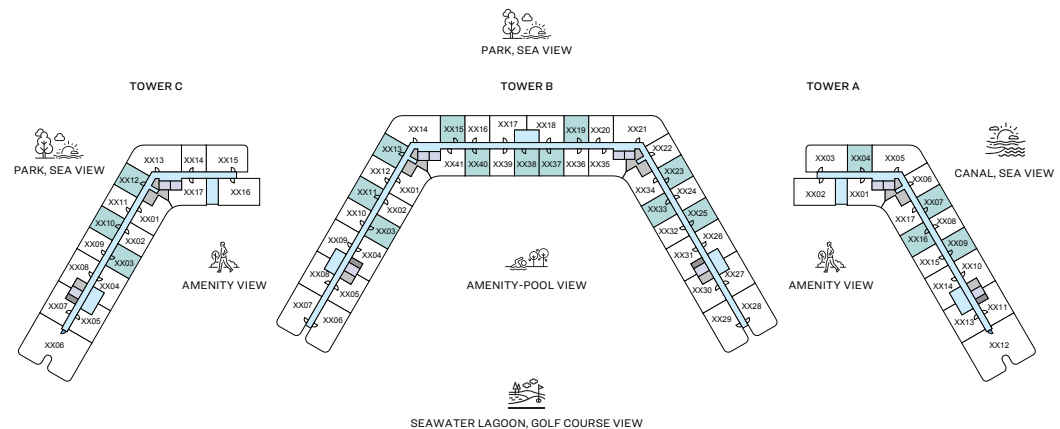 PARK, SEA VIEW
TOWER C
TOWER B
TOWER A
PARK, SEA VIEW
CANAL, SEA VIEW
XX13
XX14
XX15
XX12
XX17
XX16
XX11
XX01
XX10
XX02
XX09
XX03
XX08
XX04
XX07
XX05
XX06
AMENITY VIEW
XX14
XX15
XX16
XX17
XX18
XX19
XX20
XX21
XX13
XX41
XX40
XX39
XX38
XX37
XX36
XX35
XX22
XX12
XX01
XX34
XX23
XX11
XX02
XX33
XX24
XX10
XX03
XX32
XX25
XX09
XX04
XX31
XX26
XX08
XX05
XX30
XX27
XX07
XX06
XX29
XX28
AMENITY-POOL VIEW
XX03
XX04
XX05
XX02
XX01
XX06
XX17
XX07
XX16
XX08
XX15
XX09
XX14
XX10
XX13
XX11
XX12
AMENITY VIEW
SEAWATER LAGOON, GOLF COURSE VIEW